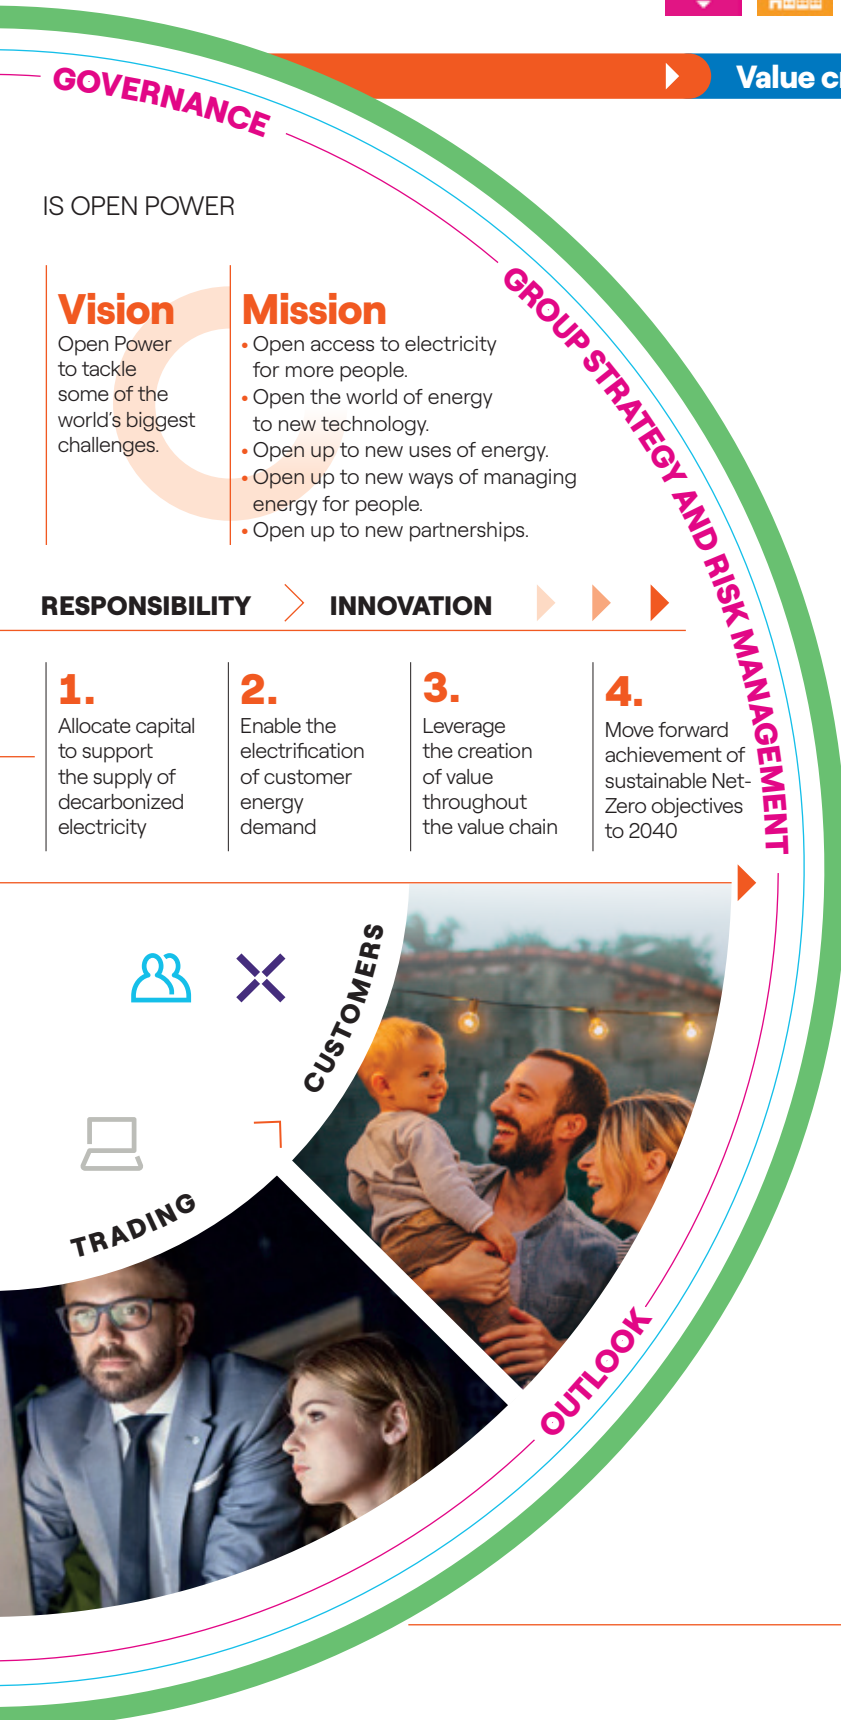 Value
GOVERNANCE
IS OPEN POWER
GROUP STRATEGY AND RISK MANAGEMENT
Vision
Open Power
to tackle
some of the
world's biggest
challenges.
Mission
• Open access to electricity
for more people.
• Open the world of energy
to new technology.
• Open up to new uses of energy.
• Open up to new ways of managing
energy for people.
• Open up to new partnerships.
RESPONSIBILITY
INNOVATION
1.
Allocate capital
to support
the supply of
decarbonized
electricity
2.
Enable the
electrification
of customer
energy
demand
3.
Leverage
the creation
of value
throughout
the value chain
4.
Move forward
achievement of
sustainable Net-
Zero objectives
to 2040
CUSTOMERS
TRADING
OUTLOOK